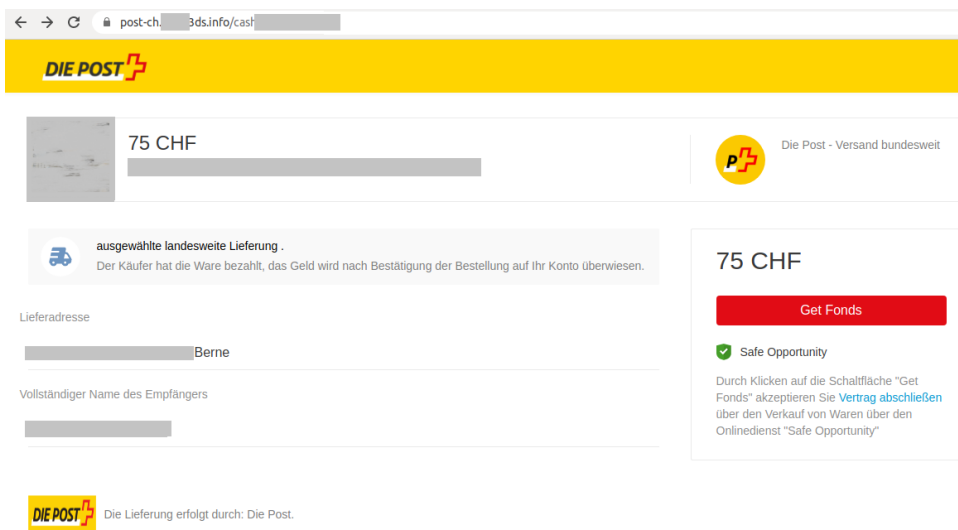 post-ch. 3ds.info/cash
DIE POST
75 CHF
P
Die Post - Versand bundesweit
ausgewählte landesweite Lieferung .
Der Käufer hat die Ware bezahlt, das Geld wird nach Bestätigung der Bestellung auf Ihr Konto überwiesen.
Lieferadresse
Berne
Vollständiger Name des Empfängers
75 CHF
Get Fonds
Safe Opportunity
Durch Klicken auf die Schaltfläche "Get
Fonds" akzeptieren Sie Vertrag abschließen
über den Verkauf von Waren über den
Onlinedienst "Safe Opportunity"
DIE POST
Die Lieferung erfolgt durch: Die Post.